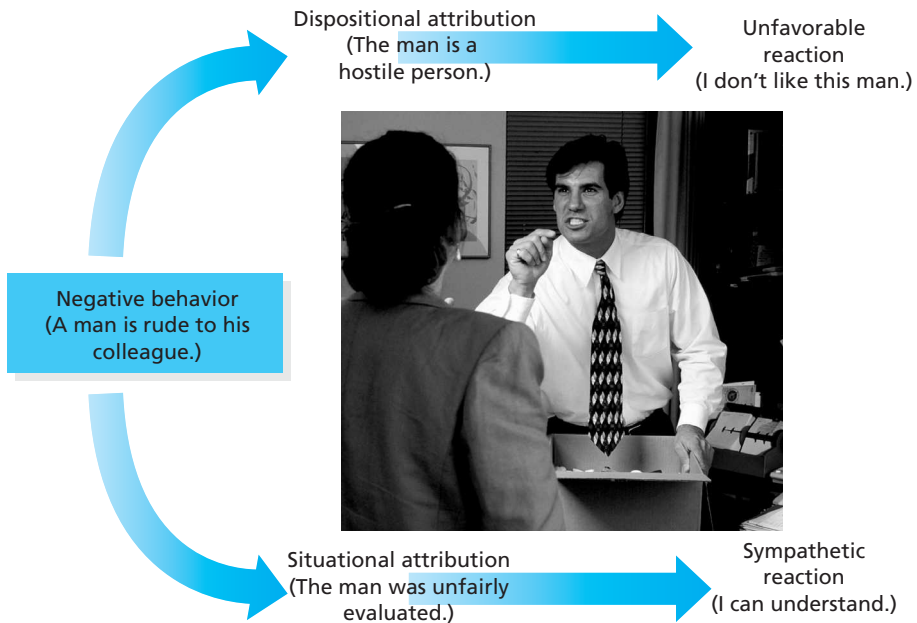 Dispositional attribution
(The man is a
hostile person.)
Unfavorable
reaction
(I don't like this man.)
Negative behavior
(A man is rude to his
colleague.)
Situational attribution
(The man was unfairly
evaluated.)
Sympathetic
reaction
(I can understand.)